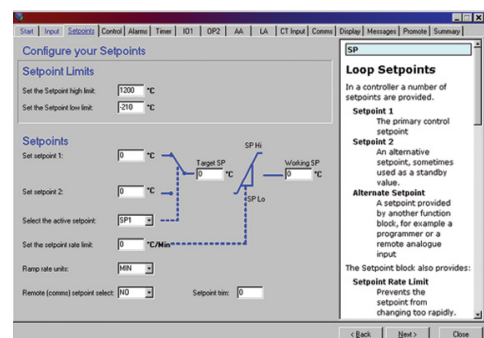 Start Input Setpoints Control Alarms Timer IO1 OP2 AA LA CT Input Comms Display Messages Promote Summary
Configure your Setpoints
Setpoint Limits
Set the Setpoint high limit: 1200 °C
Set the Setpoint low limit: -210 °C
Setpoints
Set setpoint 1: 0 °C
Target SP
0 °C
SP Hi
SP Lo
Working SP
0 °C
Set setpoint 2: 0 °C
Select the active setpoint: SP1
Set the setpoint rate limit: 0 °C/Min
Ramp rate units: MIN
Remote (comms) setpoint select: NO
Setpoint trim: 0
SP
Loop Setpoints
In a controller a number of
setpoints are provided.
Setpoint 1
The primary control
setpoint
Setpoint 2
An alternative
setpoint, sometimes
used as a standby
value.
Alternate Setpoint
A setpoint provided
by another function
block, for example a
programmer or a
remote analogue
input
The Setpoint block also provides:
Setpoint Rate Limit
Prevents the
setpoint from
changing too rapidly.
< Back Next > Close